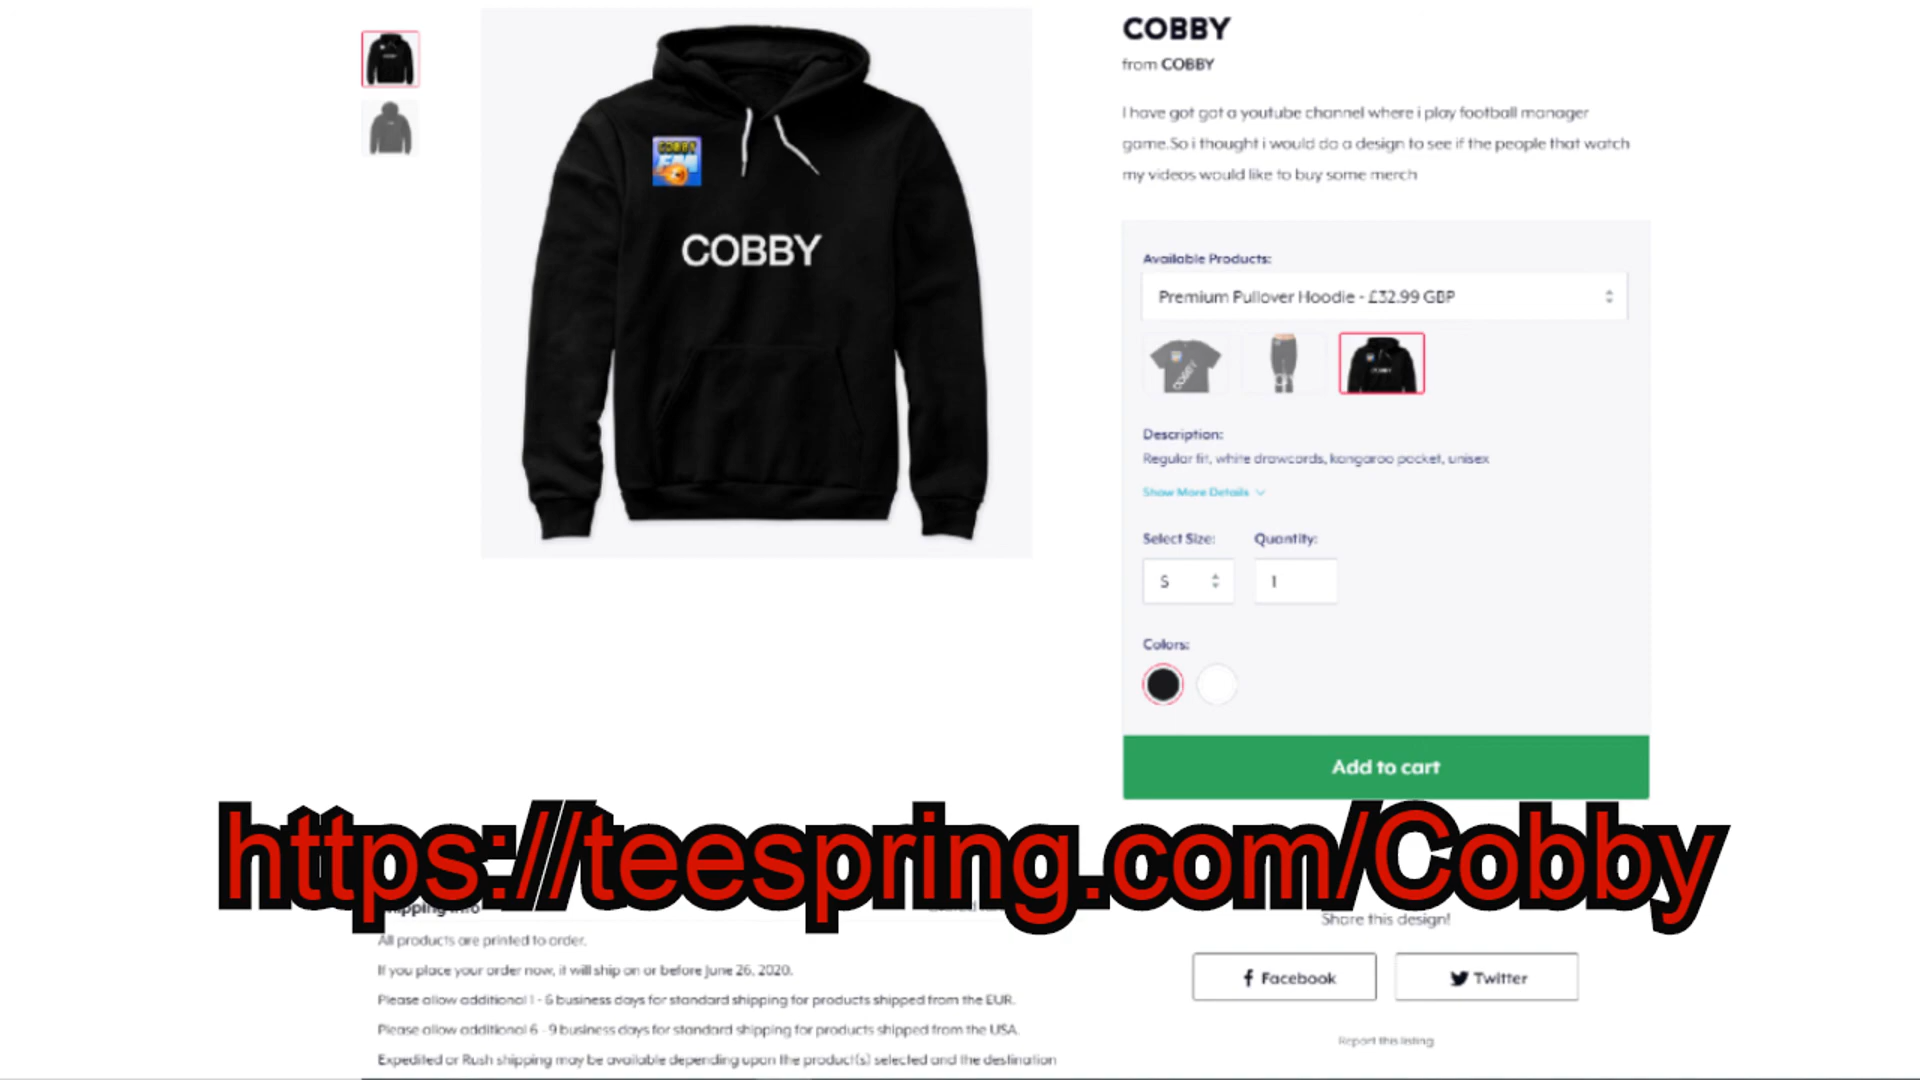 COBBY
from COBBY
I have got got a youtube channel where i play football manager
game.So i thought i would do a design to see if the people that watch
my videos would like to buy some merch
COBBY
FM
COBBY
Available Products:
Premium Pullover Hoodie - £32.99 GBP
COBBY
COBBY
Description:
Regular fit, white drawcords, kangaroo pocket, unisex
Show More Details
Select Size:
Quantity:
S
1
Colors:
Add to cart
https://teespring.com/Cobby
Shipping info
Share this design!
All products are printed to order.
If you place your order now, it will ship on or before June 26, 2020.
Facebook
Twitter
Please allow additional 1 - 6 business days for standard shipping for products shipped from the EUR.
Please allow additional 6 - 9 business days for standard shipping for products shipped from the USA.
Report this listing
Expedited or Rush shipping may be available depending upon the product(s) selected and the destination